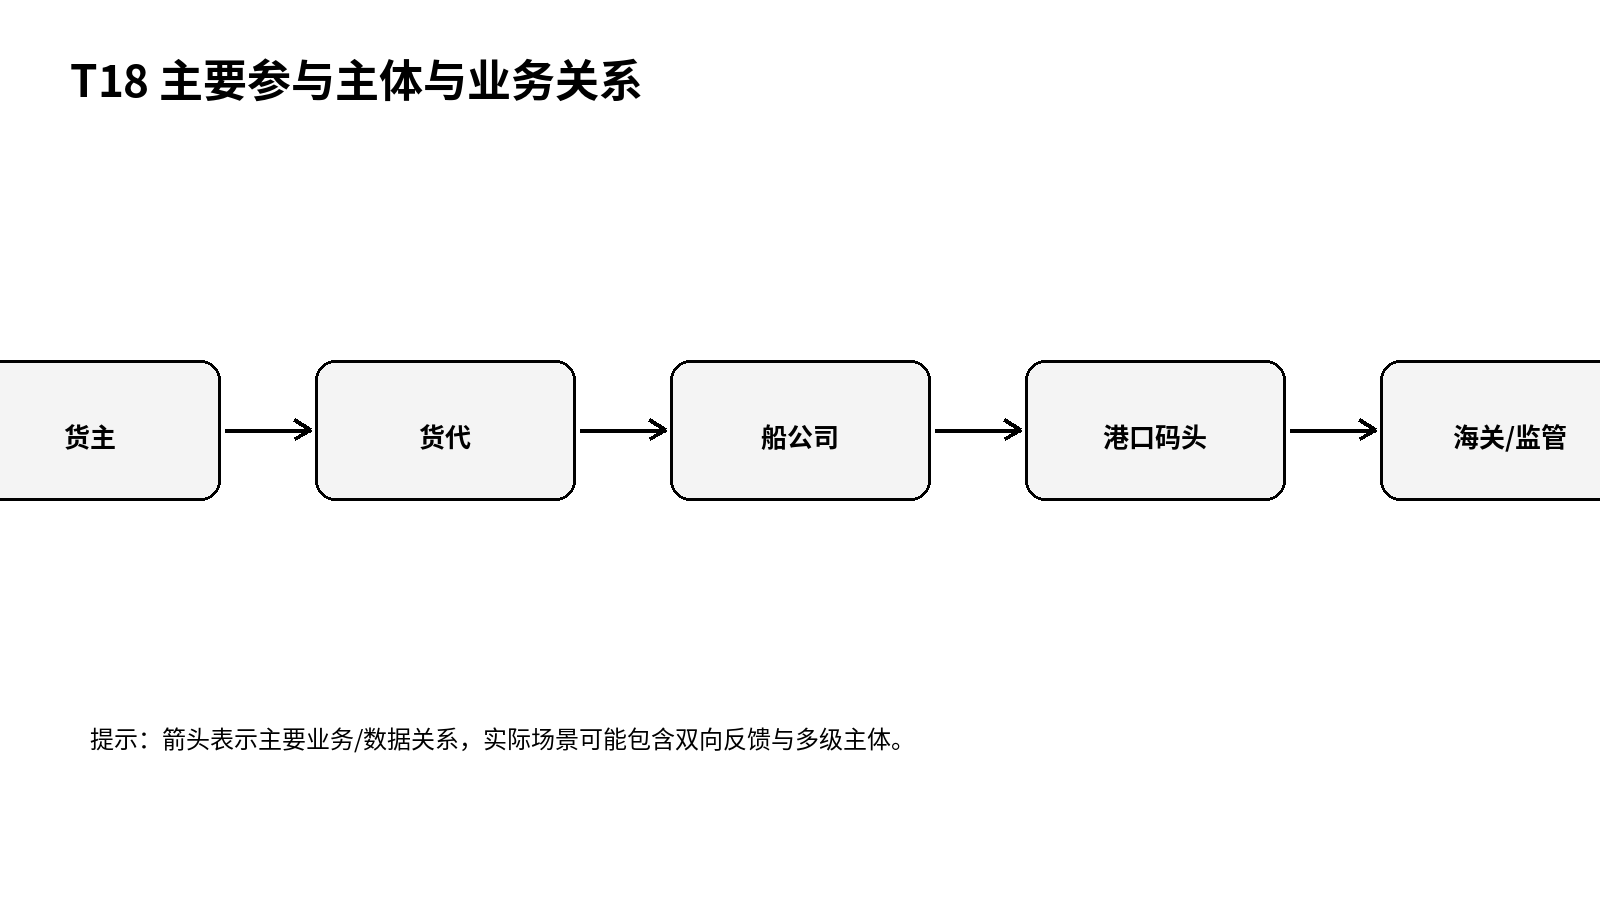 T18 主要参与主体与业务关系
货主
货代
船公司
港口码头
海关/监管
提示：箭头表示主要业务/数据关系，实际场景可能包含双向反馈与多级主体。